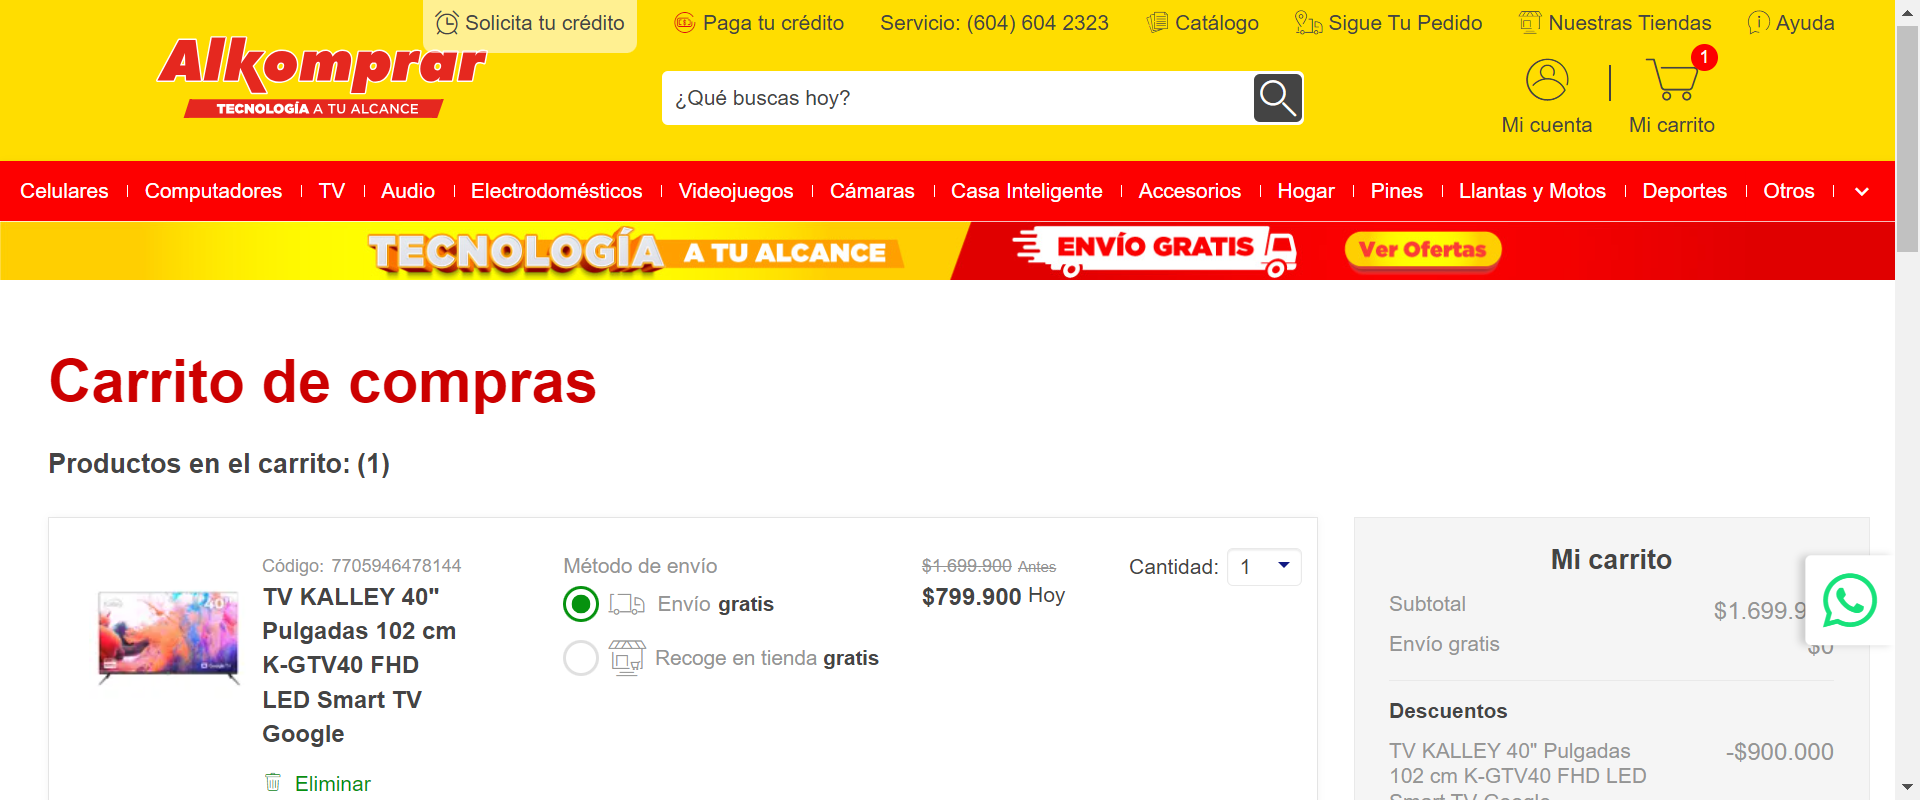 Solicita tu crédito
Paga tu crédito
Servicio: (604) 604 2323
Catálogo
Sigue Tu Pedido
Nuestras Tiendas
Ayuda
Alkomprar
TECNOLOGÍA A TU ALCANCE
¿Qué buscas hoy?
1
Mi cuenta
Mi carrito
Celulares
Computadores
TV
Audio
Electrodomésticos
Videojuegos
Cámaras
Casa Inteligente
Accesorios
Hogar
Pines
Llantas y Motos
Deportes
Otros
TECNOLOGÍA A TU ALCANCE
ENVÍO GRATIS
Ver Ofertas
Carrito de compras
Productos en el carrito: (1)
Código: 7705946478144
TV KALLEY 40"
Pulgadas 102 cm
K-GTV40 FHD
LED Smart TV
Google
Eliminar
Método de envío
Envío gratis
Recoge en tienda gratis
$1.699.900 Antes
$799.900 Hoy
Cantidad: 1
Mi carrito
Subtotal
$1.699.9
Envío gratis
$0
Descuentos
TV KALLEY 40" Pulgadas
102 cm K-GTV40 FHD LED
Smart TV Google
-$900.000